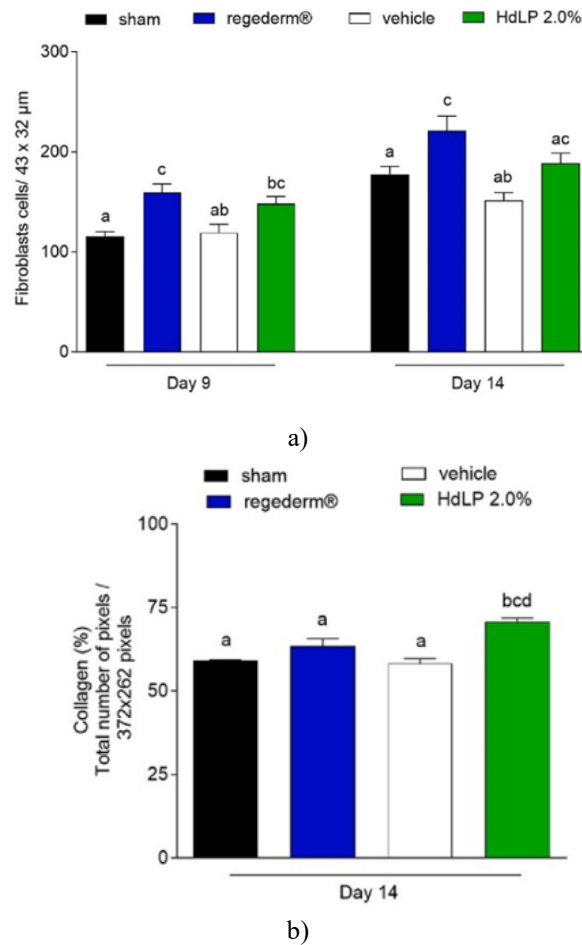 sham regederm® vehicle HdLP 2.0%
Fibroblasts cells/ 43 x 32 µm
300
200
100
0
a c ab bc
a c ab ac
Day 9 Day 14
a)
sham vehicle
regederm® HdLP 2.0%
Collagen (%)
Total number of pixels /
372x262 pixels
100
75
50
25
0
a a a bcd
Day 14
b)